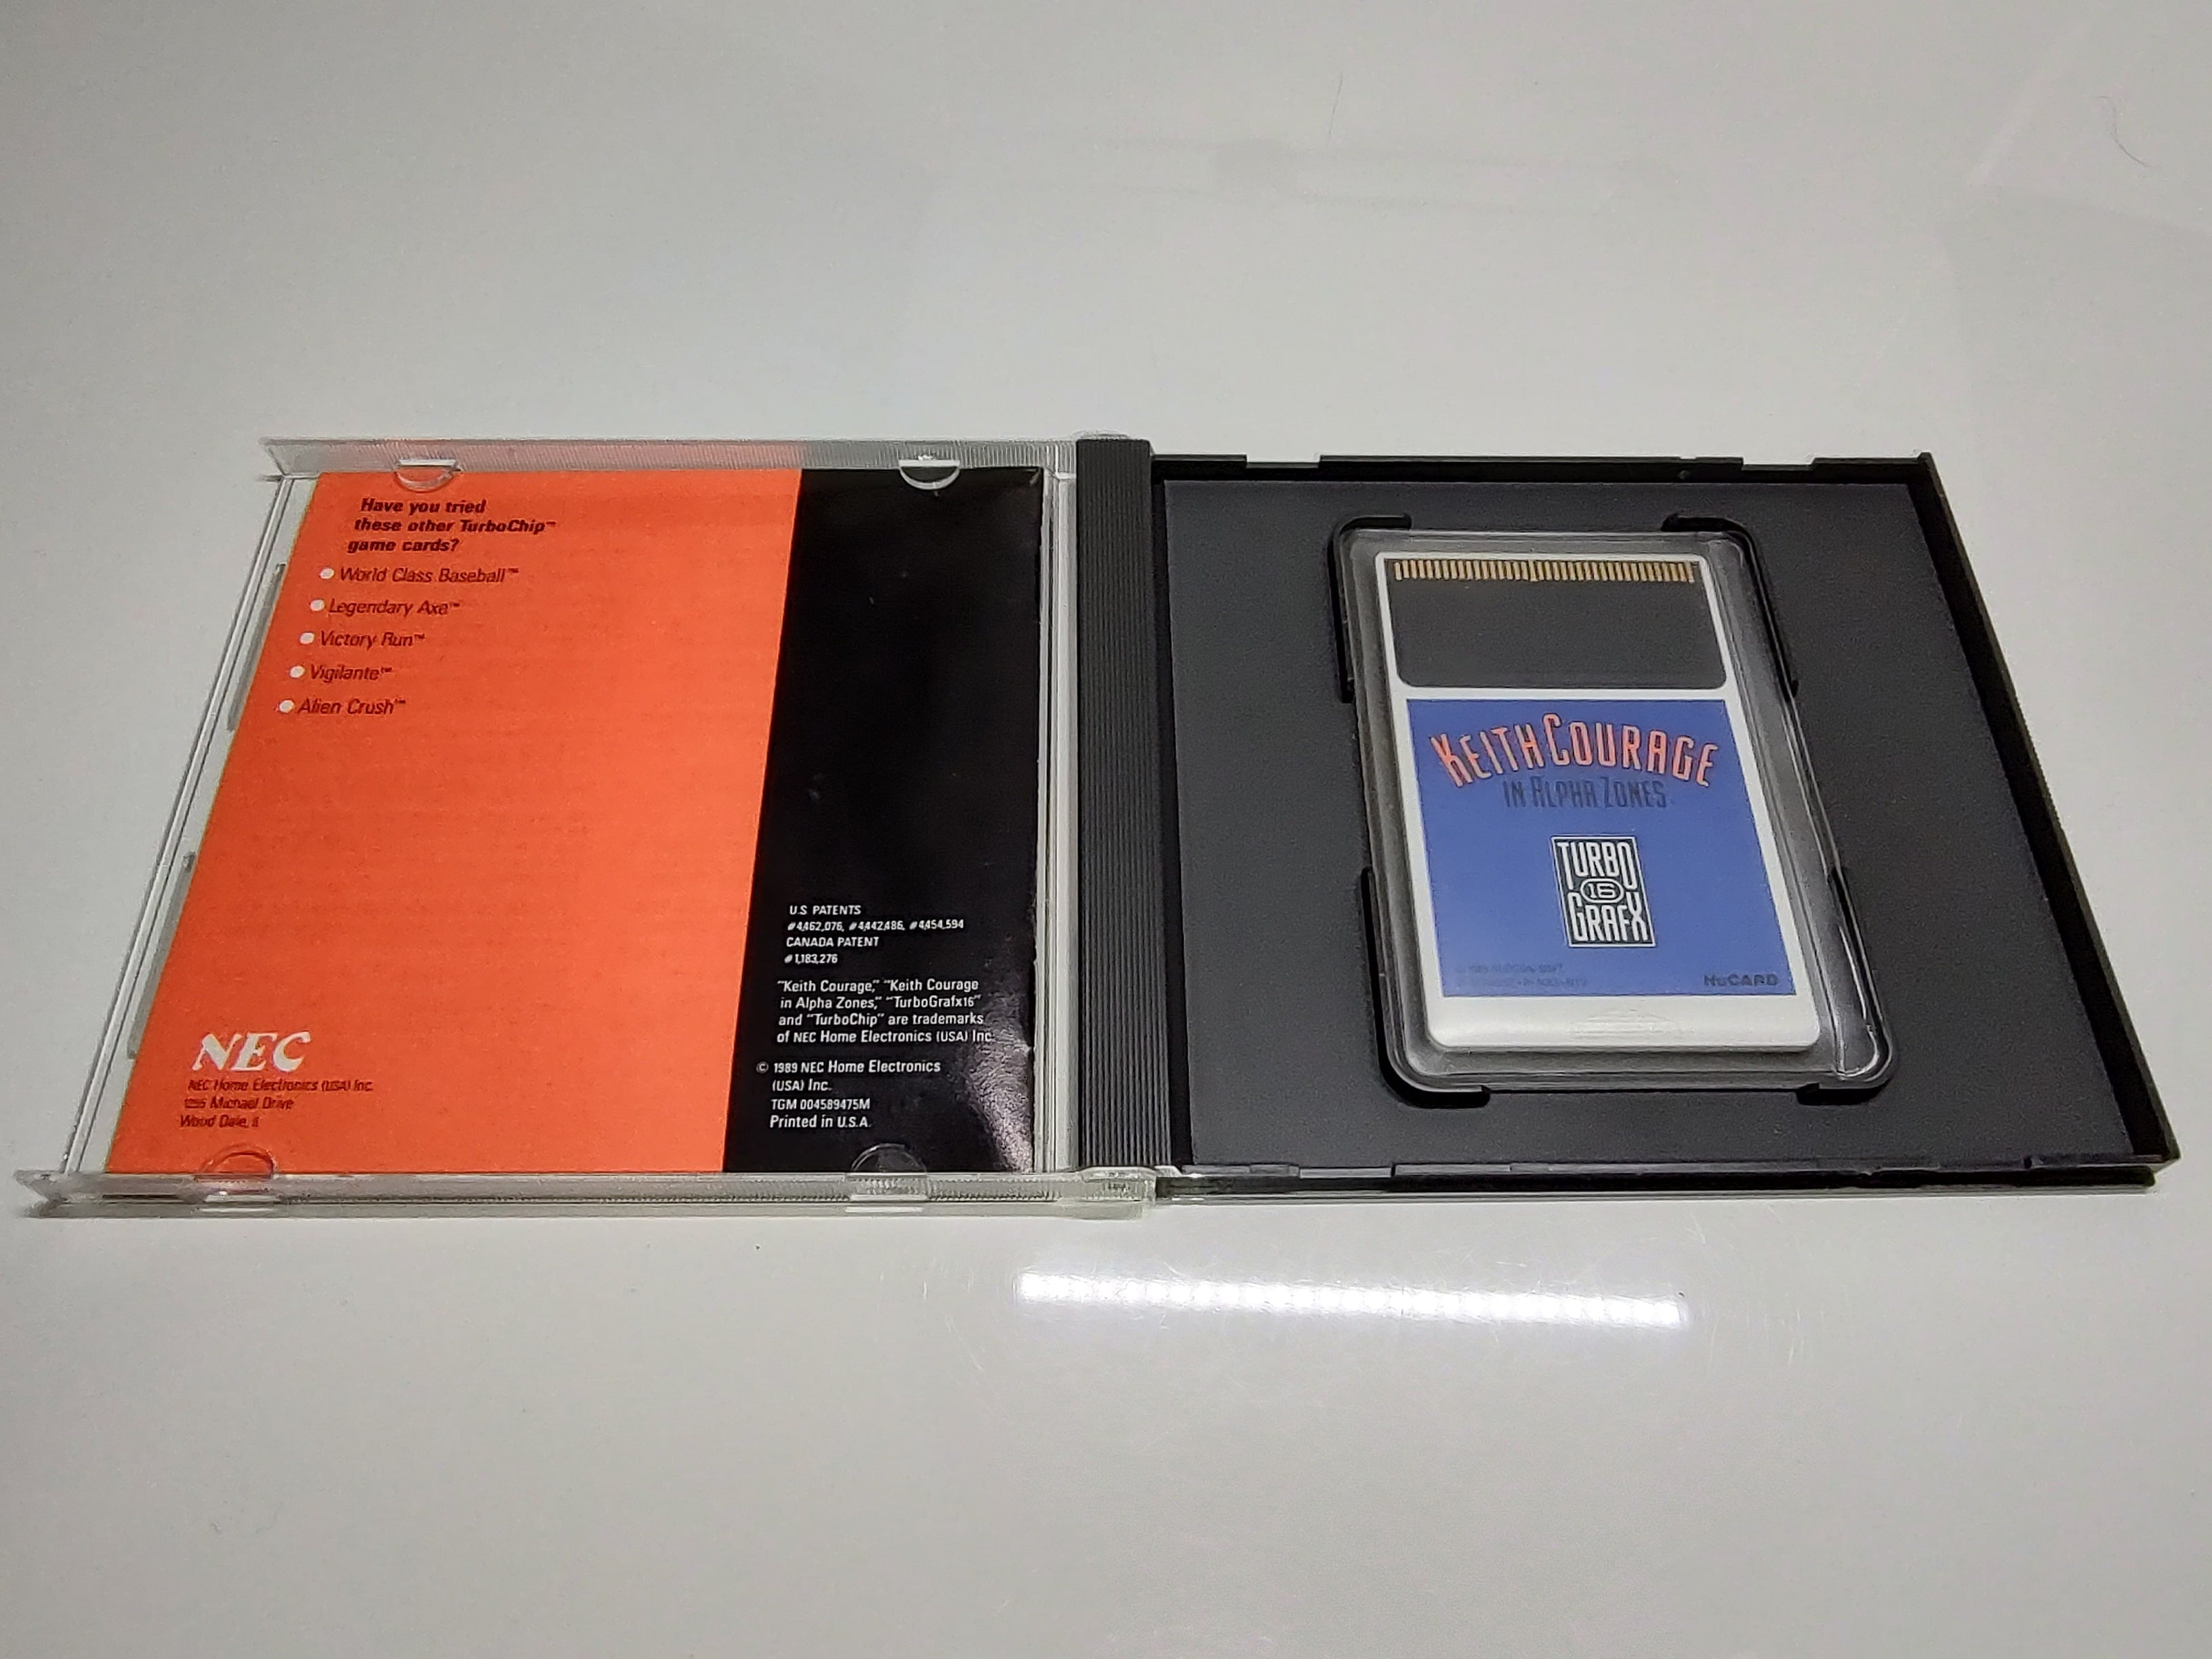 Have you tried
these other TurboChip™
game cards?
World Class Baseball™
Legendary Axe™
Victory Run™
Vigilante™
Alien Crush™
NEC
NEC Home Electronics (USA) Inc.
1255 Michael Drive
Wood Dale, Il
U.S. PATENTS
#4,462,076, #4,442,486, #4,454,594
CANADA PATENT
#1,183,276
"Keith Courage," "Keith Courage
in Alpha Zones," "TurboGrafx16"
and "TurboChip" are trademarks
of NEC Home Electronics (USA) Inc.
© 1989 NEC Home Electronics
(USA) Inc.
TGM 004589475M
Printed in U.S.A.
KEITH COURAGE
IN ALPHA ZONES
TURBO
16
GRAFX
HuCARD